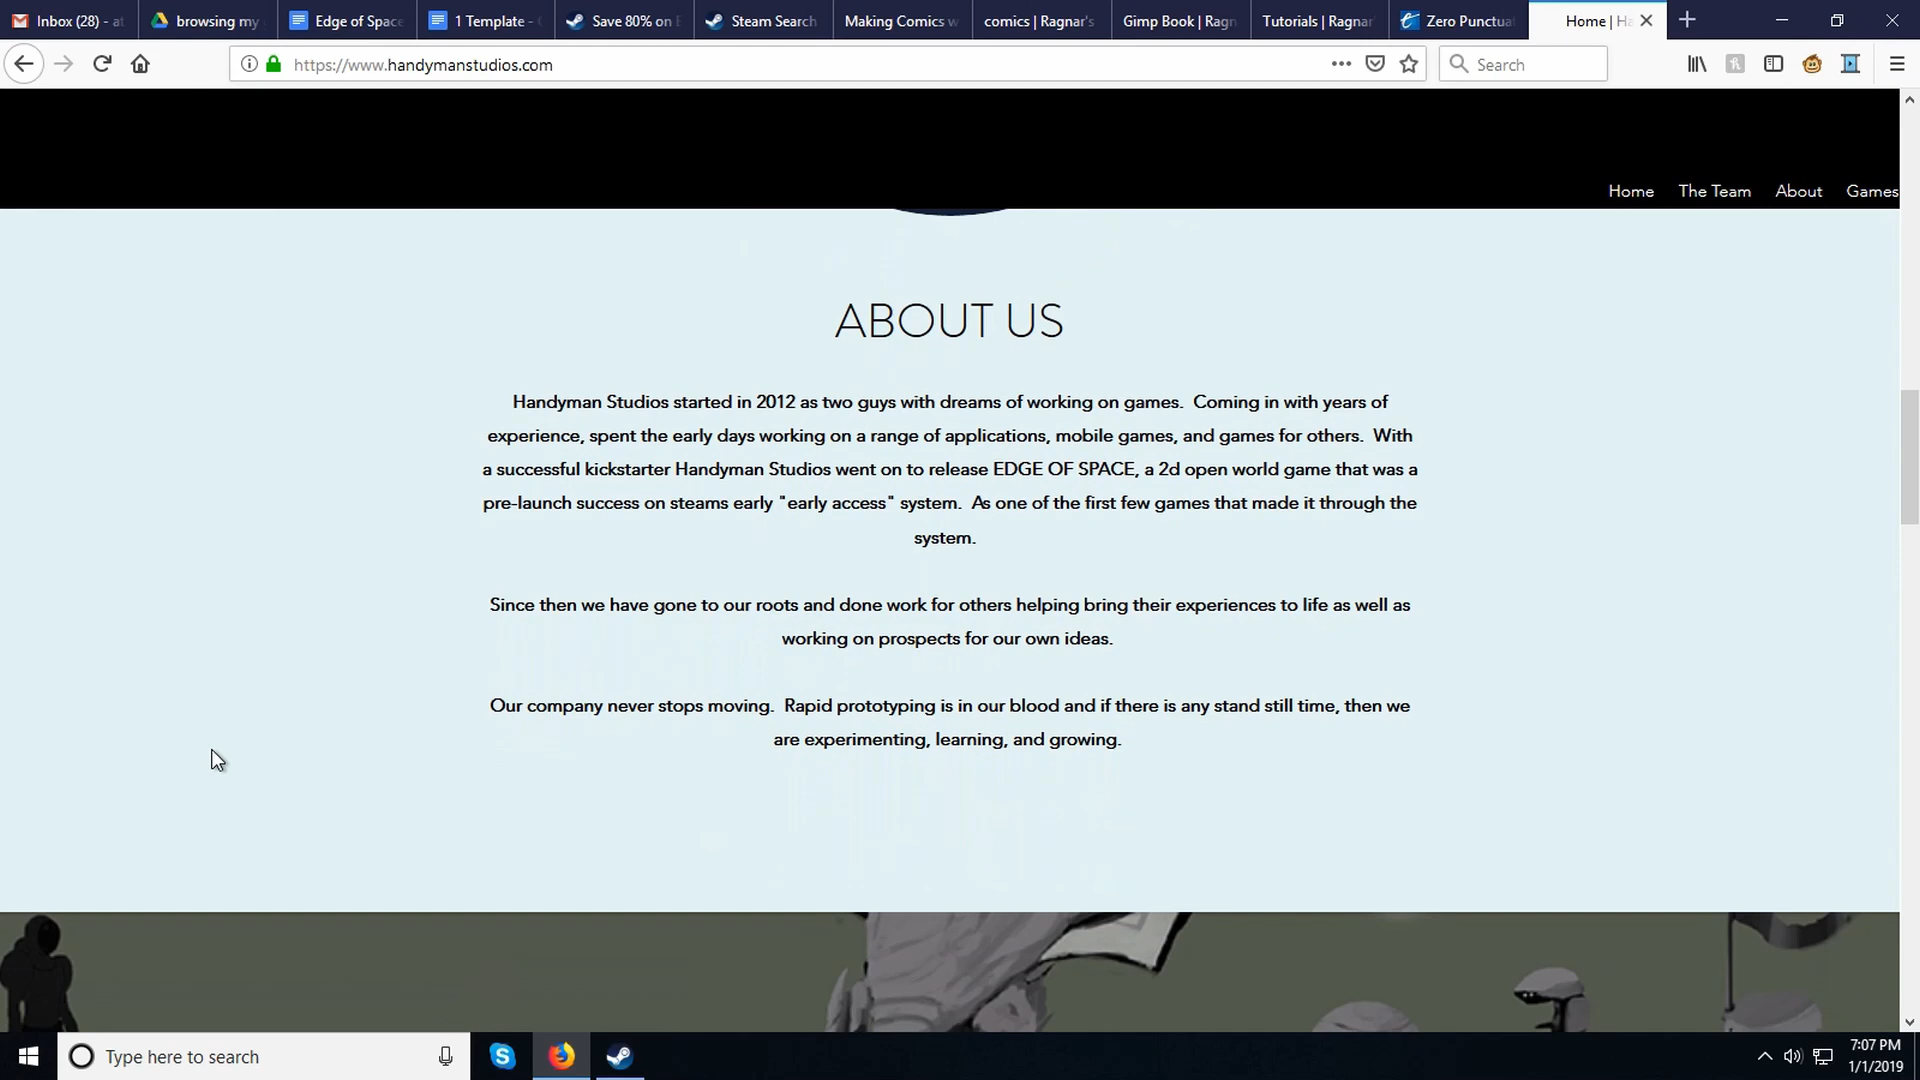 Inbox (28) - at
browsing my
Edge of Space
1 Template -
Save 80% on
Steam Search
Making Comics w
comics | Ragnar's
Gimp Book | Ragn
Tutorials | Ragnar
Zero Punctua
Home | Ha
https://www.handymanstudios.com
Search
Home
The Team
About
Games
ABOUT US
Handyman Studios started in 2012 as two guys with dreams of working on games. Coming in with years of
experience, spent the early days working on a range of applications, mobile games, and games for others. With
a successful kickstarter Handyman Studios went on to release EDGE OF SPACE, a 2d open world game that was a
pre-launch success on steams early "early access" system. As one of the first few games that made it through the
system.
Since then we have gone to our roots and done work for others helping bring their experiences to life as well as
working on prospects for our own ideas.
Our company never stops moving. Rapid prototyping is in our blood and if there is any stand still time, then we
are experimenting, learning, and growing.
Type here to search
7:07 PM
1/1/2019